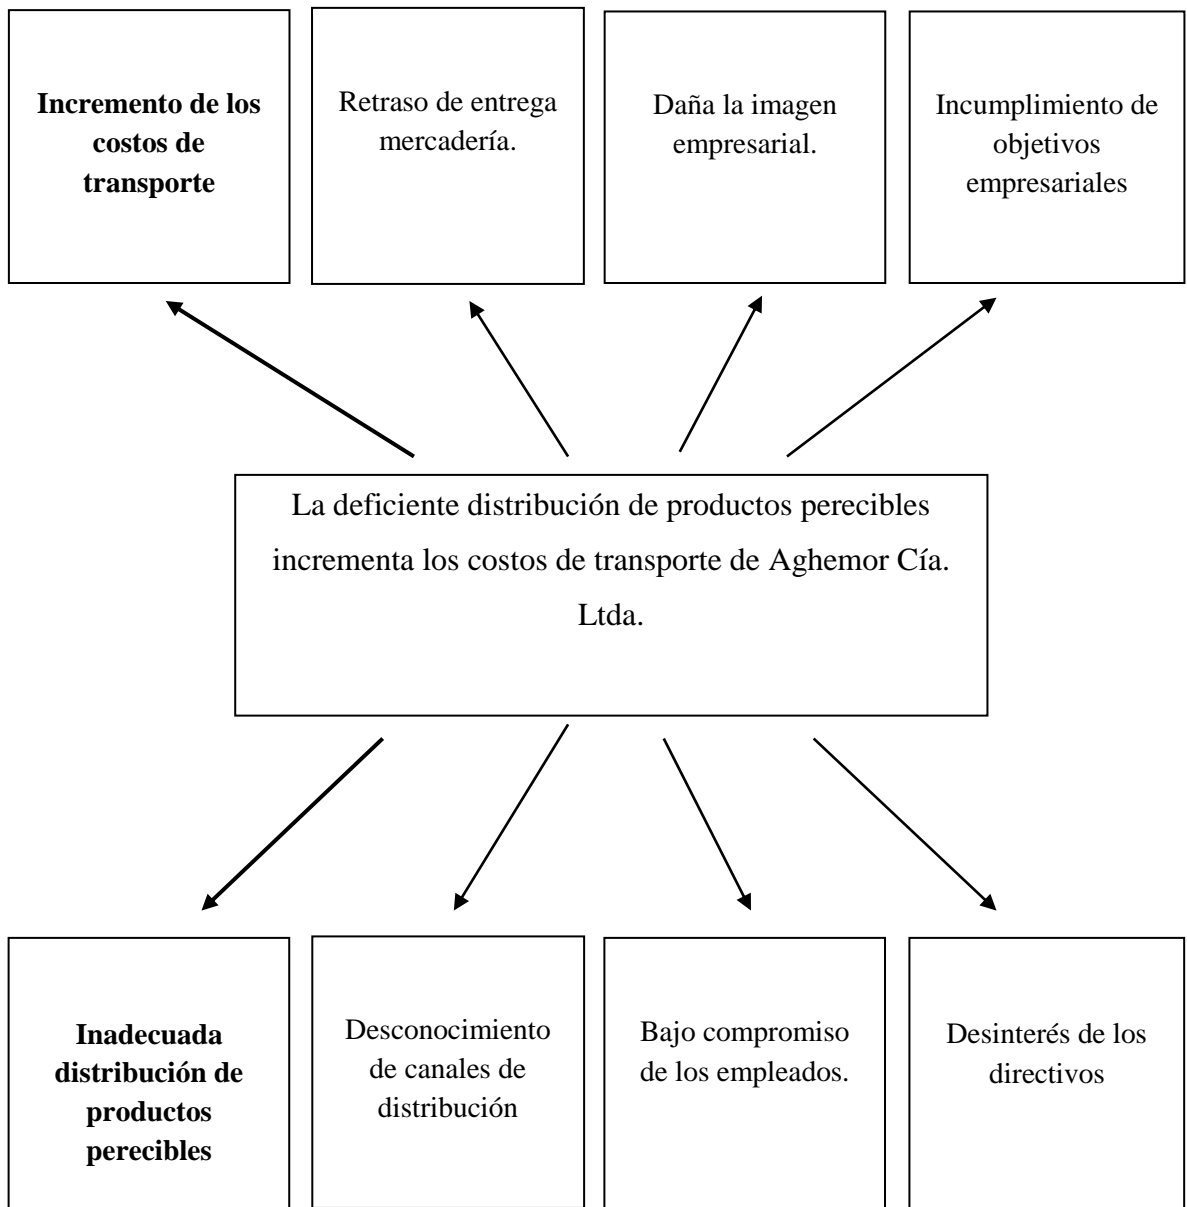 Incremento de los
costos de
transporte
Retraso de entrega
mercadería.
Daña la imagen
empresarial.
Incumplimiento de
objetivos
empresariales
La deficiente distribución de productos perecibles
incrementa los costos de transporte de Aghemor Cía.
Ltda.
Inadecuada
distribución de
productos
perecibles
Desconocimiento
de canales de
distribución
Bajo compromiso
de los empleados.
Desinterés de los
directivos